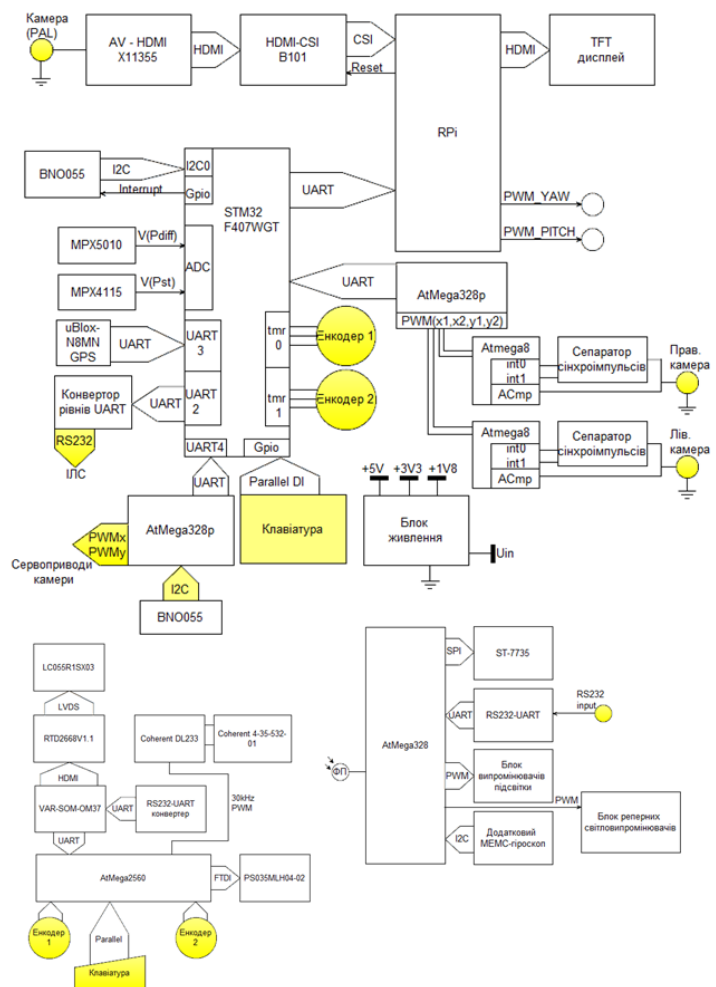 Камера
(PAL)
AV - HDMI
X11355
HDMI
HDMI-CSI
B101
CSI
Reset
RPi
HDMI
TFT
дисплей
BNO055
I2C
Interrupt
I2C0
Gpio
STM32
F407WGT
UART
PWM_YAW
PWM_PITCH
MPX5010
V(Pdiff)
ADC
MPX4115
V(Pst)
UART
AtMega328p
PWM(x1,x2,y1,y2)
uBlox-
N8MN
GPS
UART
UART
3
tmr
0
Енкодер 1
Конвертор
рівнів UART
UART
UART
2
tmr
1
Енкодер 2
RS232
ІЛС
UART4
Gpio
Atmega8
int0
int1
ACmp
Сепаратор
сінхроімпульсів
Прав.
камера
Atmega8
int0
int1
ACmp
Сепаратор
сінхроімпульсів
Лів.
камера
UART
Parallel DI
+5V
+3V3
+1V8
PWMx
PWMy
AtMega328p
Клавіатура
Блок
живлення
Uin
Сервоприводи
камери
I2C
BNO055
LC055R1SX03
LVDS
RTD2668V1.1
HDMI
VAR-SOM-OM37
UART
RS232-UART
конвертер
Coherent DL233
Coherent 4-35-532-
01
30kHz
PWM
UART
AtMega2560
FTDI
PS035MLH04-02
Енкодер
1
Parallel
Енкодер
2
Клавіатура
AtMega328
ФП
SPI
ST-7735
UART
RS232-UART
RS232
input
PWM
Блок
випромінювачів
підсвітки
PWM
Блок реперних
світловипромінювачів
I2C
Додатковий
МЕМС-гіроскоп